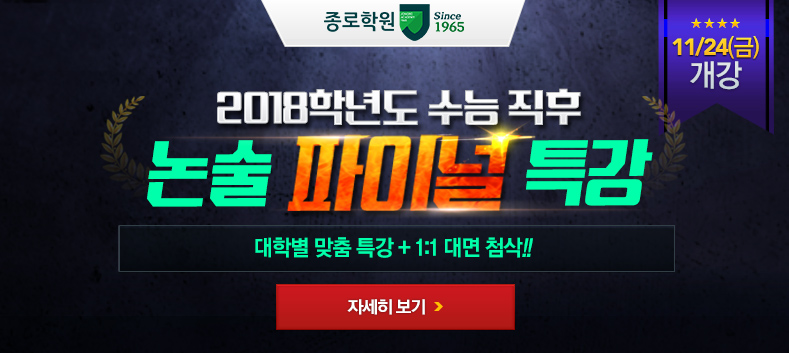 종로학원 Since 1965
★★★★
11/24(금)
개강
2018학년도 수능 직후
논술 파이널 특강
대학별 맞춤 특강 + 1:1 대면 첨삭!!
자세히 보기 >